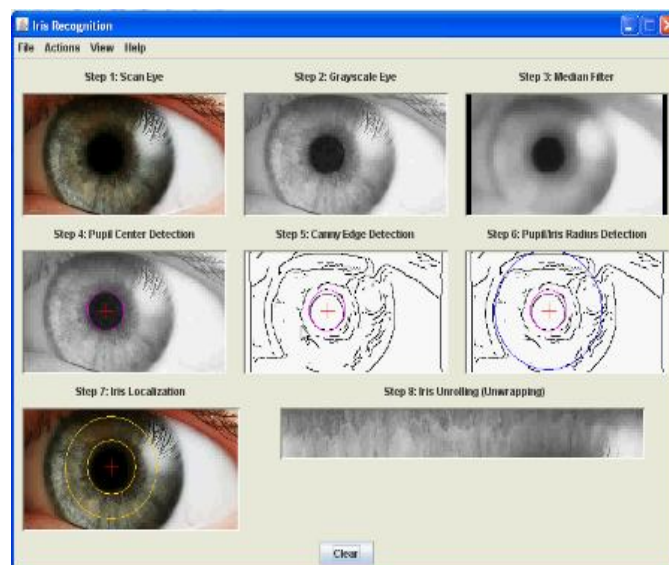 Iris Recognition
File Actions View Help
Step 1: Scan Eye
Step 2: Grayscale Eye
Step 3: Median Filter
Step 4: Pupil Center Detection
Step 5: Canny Edge Detection
Step 6: Pupil/Iris Radius Detection
Step 7: Iris Localization
Step 8: Iris Unrolling (Unwrapping)
Clear